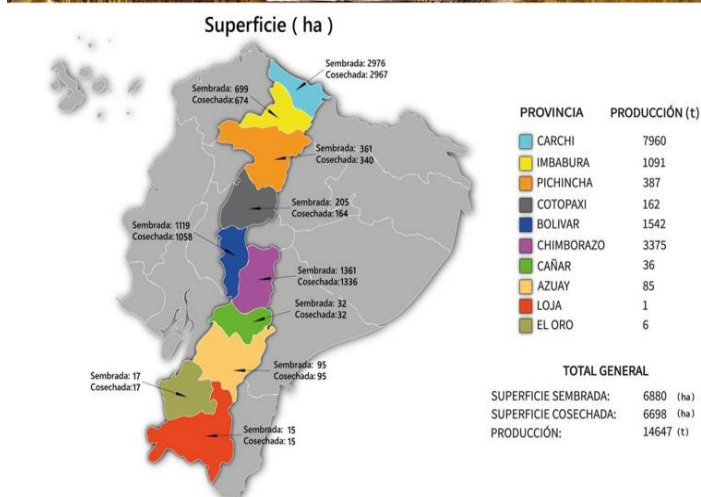 Superficie ( ha )
Sembrada: 2976
Cosechada: 2967
Sembrada: 699
Cosechada: 674
Sembrada: 361
Cosechada: 340
Sembrada: 205
Cosechada: 164
Sembrada: 1119
Cosechada: 1058
Sembrada: 1361
Cosechada: 1336
Sembrada: 32
Cosechada: 32
Sembrada: 95
Cosechada: 95
Sembrada: 17
Cosechada: 17
Sembrada: 15
Cosechada: 15
PROVINCIA PRODUCCIÓN (t)
CARCHI 7960
IMBABURA 1091
PICHINCHA 387
COTOPAXI 162
BOLIVAR 1542
CHIMBORAZO 3375
CAÑAR 36
AZUAY 85
LOJA 1
EL ORO 6
TOTAL GENERAL
SUPERFICIE SEMBRADA: 6880 (ha)
SUPERFICIE COSECHADA: 6698 (ha)
PRODUCCIÓN: 14647 (t)